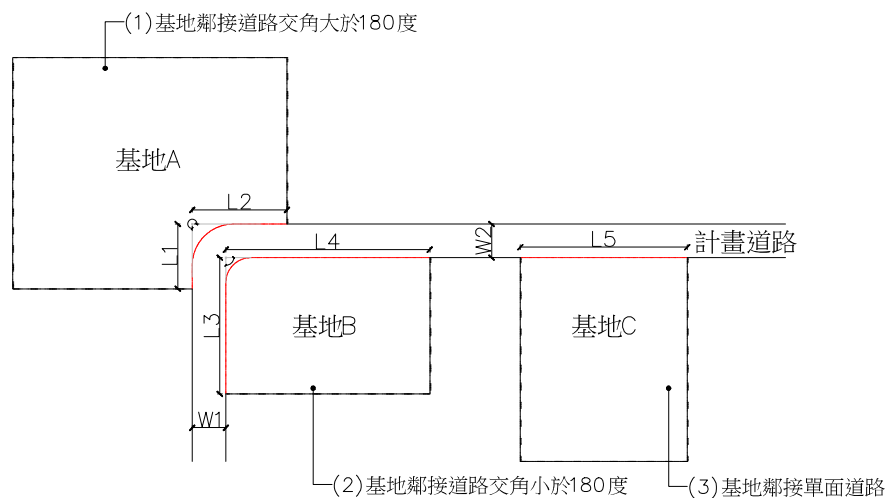 (1)基地鄰接道路交角大於180度
基地A
L2
L1
L4
W2
L5
計畫道路
L3
基地B
基地C
W1
(2)基地鄰接道路交角小於180度
(3)基地鄰接單面道路